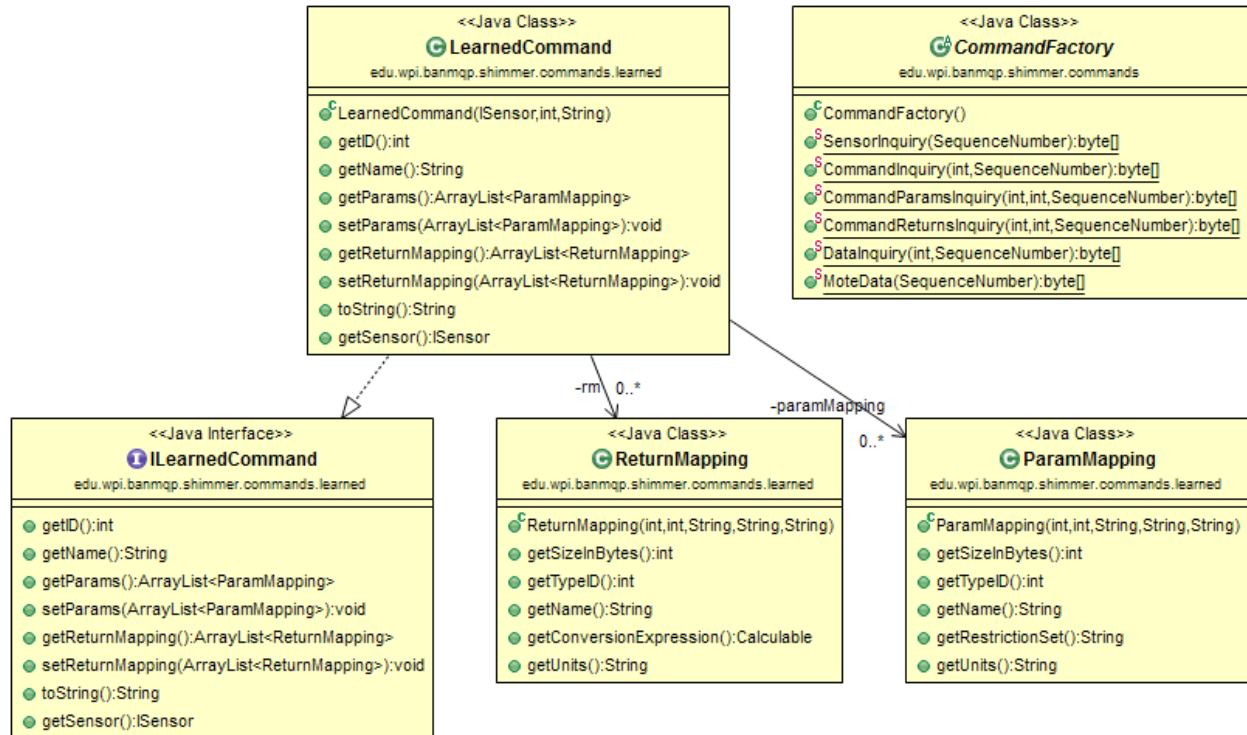 <<Java Class>>
LearnedCommand
edu.wpi.banmqp.shimmer.commands.learned
LearnedCommand(ISensor,int,String)
getID():int
getName():String
getParams():ArrayList<ParamMapping>
setParams(ArrayList<ParamMapping>):void
getReturnMapping():ArrayList<ReturnMapping>
setReturnMapping(ArrayList<ReturnMapping>):void
toString():String
getSensor():ISensor
<<Java Class>>
CommandFactory
edu.wpi.banmqp.shimmer.commands
CommandFactory()
SensorInquiry(SequenceNumber):byte[]
CommandInquiry(int,SequenceNumber):byte[]
CommandParamsInquiry(int,int,SequenceNumber):byte[]
CommandReturnsInquiry(int,int,SequenceNumber):byte[]
DataInquiry(int,SequenceNumber):byte[]
MoteData(SequenceNumber):byte[]
-rm 0..*
-paramMapping
0..*
<<Java Interface>>
ILearnedCommand
edu.wpi.banmqp.shimmer.commands.learned
getID():int
getName():String
getParams():ArrayList<ParamMapping>
setParams(ArrayList<ParamMapping>):void
getReturnMapping():ArrayList<ReturnMapping>
setReturnMapping(ArrayList<ReturnMapping>):void
toString():String
getSensor():ISensor
<<Java Class>>
ReturnMapping
edu.wpi.banmqp.shimmer.commands.learned
ReturnMapping(int,int,String,String,String)
getSizeInBytes():int
getTypeID():int
getName():String
getConversionExpression():Calculable
getUnits():String
<<Java Class>>
ParamMapping
edu.wpi.banmqp.shimmer.commands.learned
ParamMapping(int,int,String,String,String)
getSizeInBytes():int
getTypeID():int
getName():String
getRestrictionSet():String
getUnits():String